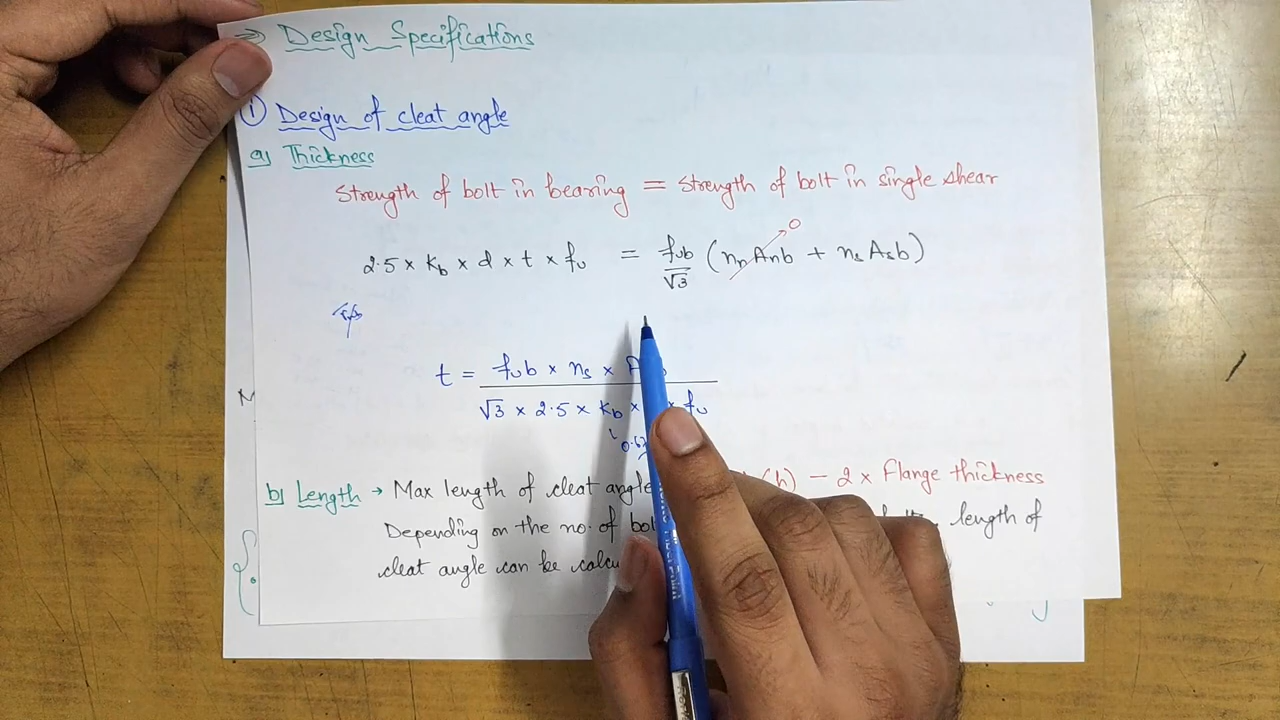 ⇒ Design Specifications
① Design of cleat angle
a) Thickness
Strength of bolt in bearing = Strength of bolt in single shear
0
2.5 × Kb × d × t × fu = fub/√3 (nn Anb + ns Asb)
t = fub × ns ×
√3 × 2.5 × Kb × × fu
b) Length → Max length of cleat angle (h) − 2 × Flange thickness
Depending on the no. of length of
cleat angle can be